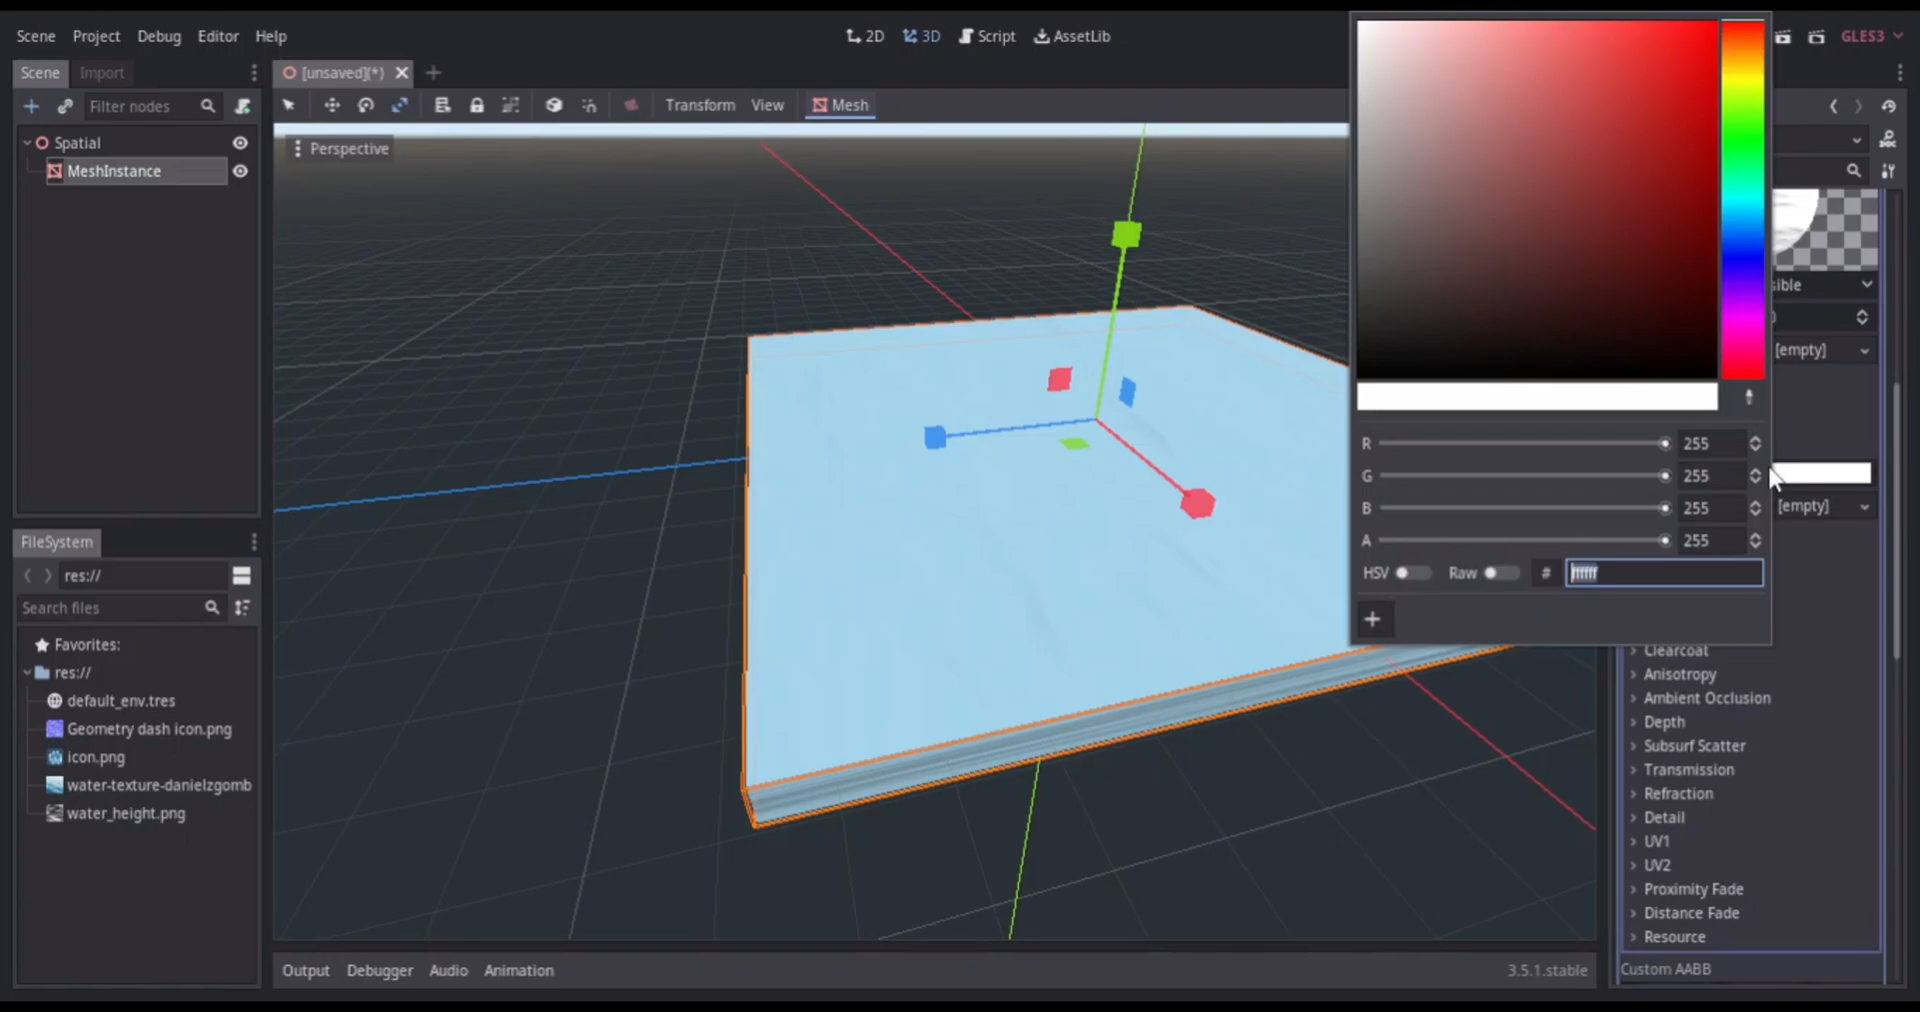 Scene Project Debug Editor Help
2D 3D Script AssetLib
GLES3
Scene Import
[unsaved](*)
Filter nodes
Transform View Mesh
Spatial
MeshInstance
Perspective
[empty]
R 255
G 255
B 255
[empty]
A 255
HSV Raw # ffffff
FileSystem
res://
Search files
Favorites:
res://
default_env.tres
Geometry dash icon.png
icon.png
water-texture-danielzgomb
water_height.png
Clearcoat
Anisotropy
Ambient Occlusion
Depth
Subsurf Scatter
Transmission
Refraction
Detail
UV1
UV2
Proximity Fade
Distance Fade
Resource
Custom AABB
Output Debugger Audio Animation
3.5.1.stable